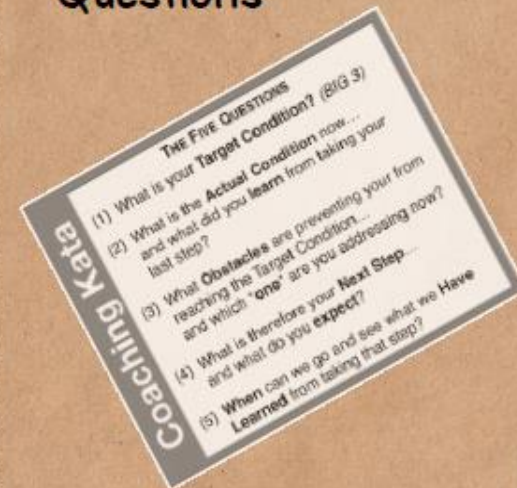 Questions
THE FIVE QUESTIONS
(1) What is your Target Condition? (BIG 3)
(2) What is the Actual Condition now...
and what did you learn from taking your
last step?
(3) What Obstacles are preventing your from
reaching the Target Condition...
and which "one" are you addressing now?
(4) What is therefore your Next Step...
and what do you expect?
(5) When can we go and see what we Have
Learned from taking that step?
Coaching Kata